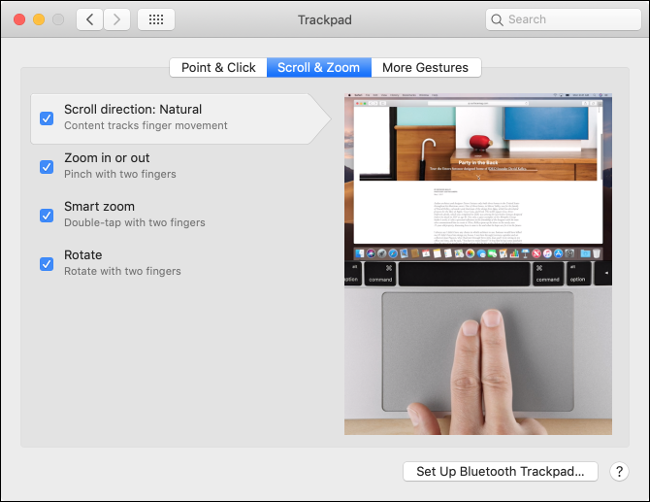 Trackpad
Search
Point & Click
Scroll & Zoom
More Gestures
Scroll direction: Natural
Content tracks finger movement
Zoom in or out
Pinch with two fingers
Smart zoom
Double-tap with two fingers
Rotate
Rotate with two fingers
Party in the Back
⌘
⌘
alt
command
command
option
Set Up Bluetooth Trackpad...
?